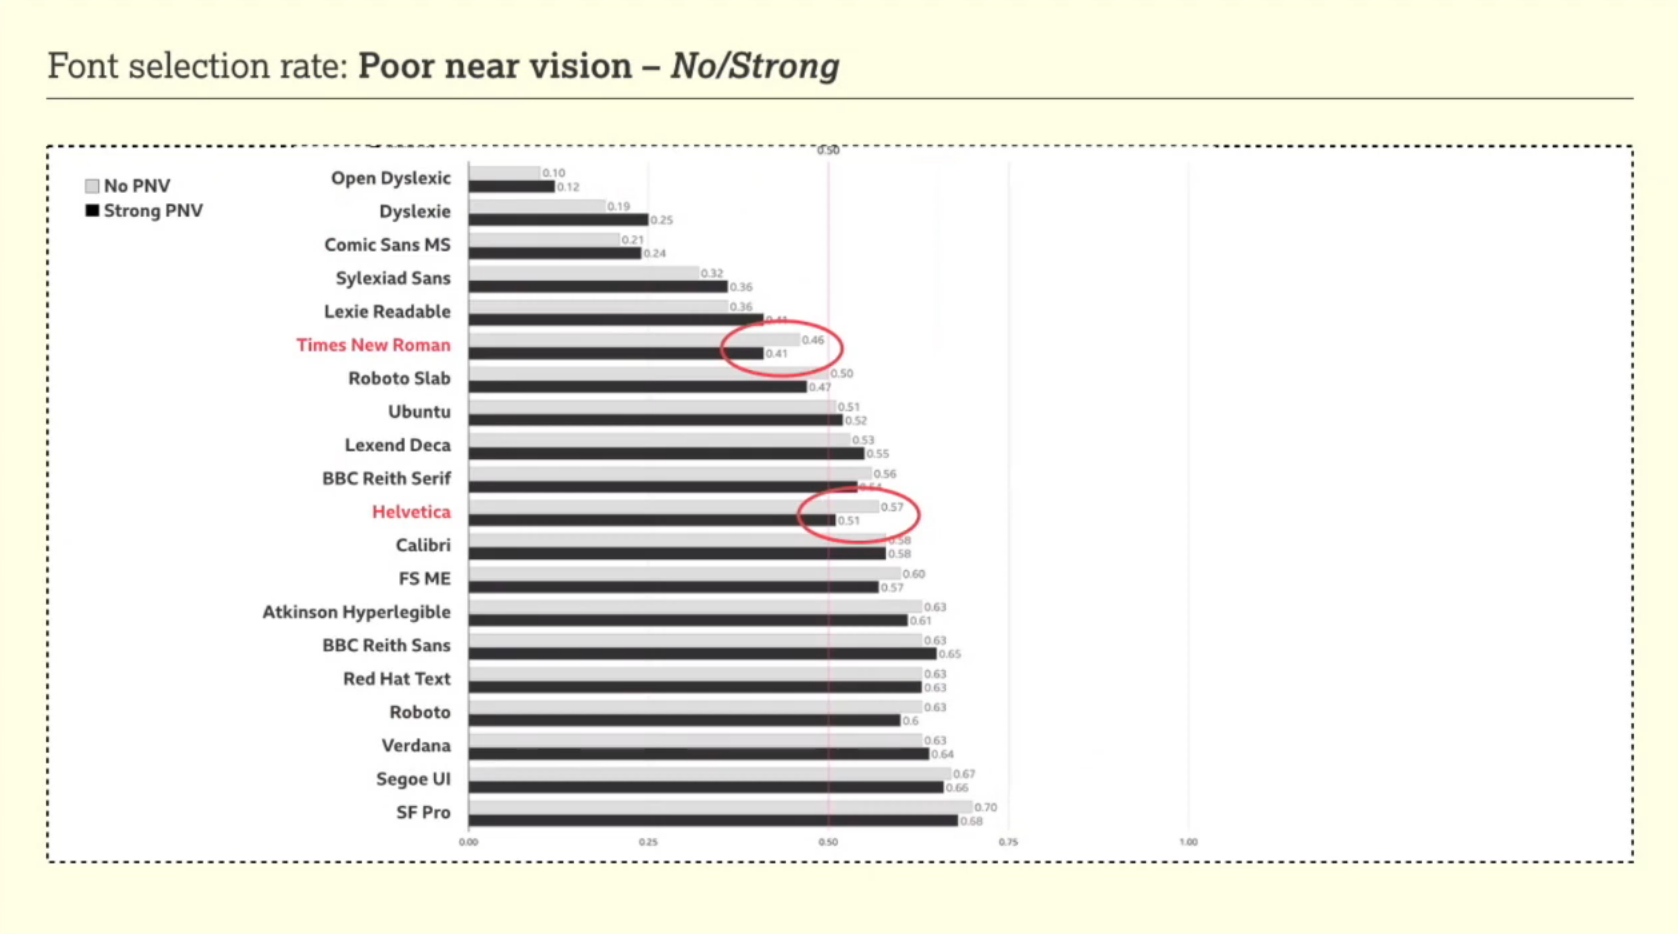 Font selection rate: Poor near vision – No/Strong
0.50
No PNV
Strong PNV
Open Dyslexic 0.10 0.12
Dyslexie 0.19 0.25
Comic Sans MS 0.21 0.24
Sylexiad Sans 0.32 0.36
Lexie Readable 0.36 0.41
Times New Roman 0.46 0.41
Roboto Slab 0.50 0.47
Ubuntu 0.51 0.52
Lexend Deca 0.53 0.55
BBC Reith Serif 0.56 0.54
Helvetica 0.57 0.51
Calibri 0.58 0.58
FS ME 0.60 0.57
Atkinson Hyperlegible 0.63 0.61
BBC Reith Sans 0.63 0.65
Red Hat Text 0.63 0.63
Roboto 0.63 0.6
Verdana 0.63 0.64
Segoe UI 0.67 0.66
SF Pro 0.70 0.68
0.00 0.25 0.50 0.75 1.00